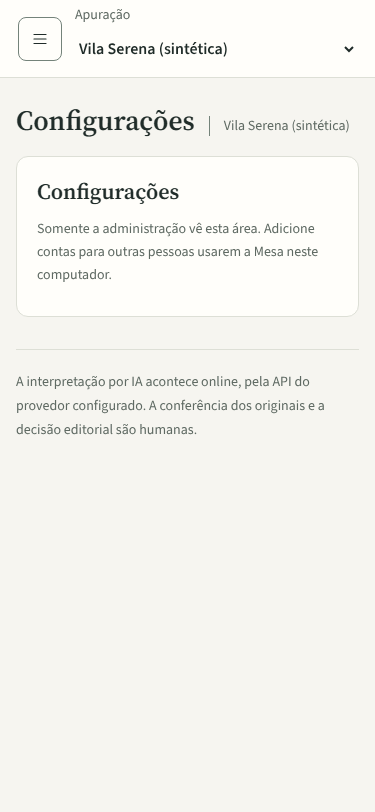 Apuração
Vila Serena (sintética)
Configurações
Vila Serena (sintética)
Configurações
Somente a administração vê esta área. Adicione
contas para outras pessoas usarem a Mesa neste
computador.
A interpretação por IA acontece online, pela API do
provedor configurado. A conferência dos originais e a
decisão editorial são humanas.